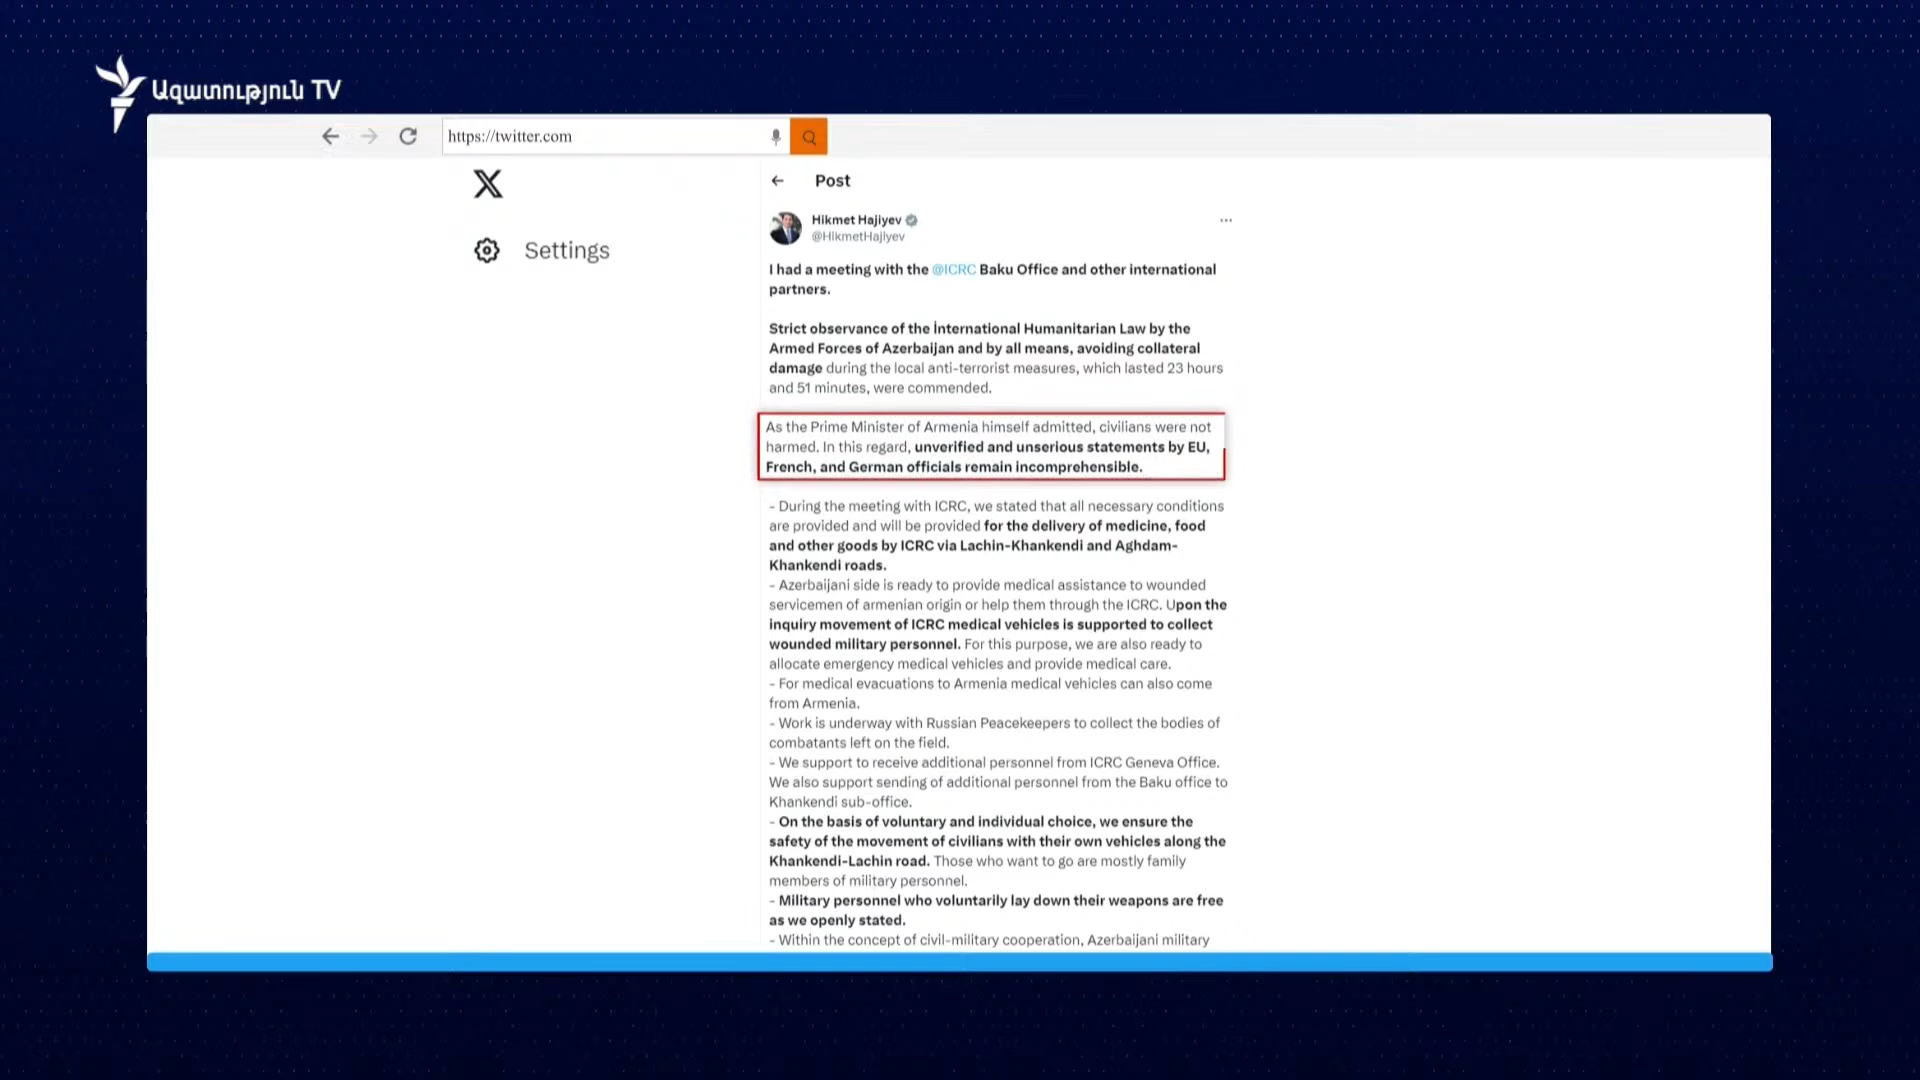 Ազատություն TV
https://twitter.com
X
Settings
Post
Hikmet Hajiyev
@HikmetHajiyev
I had a meeting with the @ICRC Baku Office and other international
partners.
Strict observance of the İnternational Humanitarian Law by the
Armed Forces of Azerbaijan and by all means, avoiding collateral
damage during the local anti-terrorist measures, which lasted 23 hours
and 51 minutes, were commended.
As the Prime Minister of Armenia himself admitted, civilians were not
harmed. In this regard, unverified and unserious statements by EU,
French, and German officials remain incomprehensible.
- During the meeting with ICRC, we stated that all necessary conditions
are provided and will be provided for the delivery of medicine, food
and other goods by ICRC via Lachin-Khankendi and Aghdam-
Khankendi roads.
- Azerbaijani side is ready to provide medical assistance to wounded
servicemen of armenian origin or help them through the ICRC. Upon the
inquiry movement of ICRC medical vehicles is supported to collect
wounded military personnel. For this purpose, we are also ready to
allocate emergency medical vehicles and provide medical care.
- For medical evacuations to Armenia medical vehicles can also come
from Armenia.
- Work is underway with Russian Peacekeepers to collect the bodies of
combatants left on the field.
- We support to receive additional personnel from ICRC Geneva Office.
We also support sending of additional personnel from the Baku office to
Khankendi sub-office.
- On the basis of voluntary and individual choice, we ensure the
safety of the movement of civilians with their own vehicles along the
Khankendi-Lachin road. Those who want to go are mostly family
members of military personnel.
- Military personnel who voluntarily lay down their weapons are free
as we openly stated.
- Within the concept of civil-military cooperation, Azerbaijani military